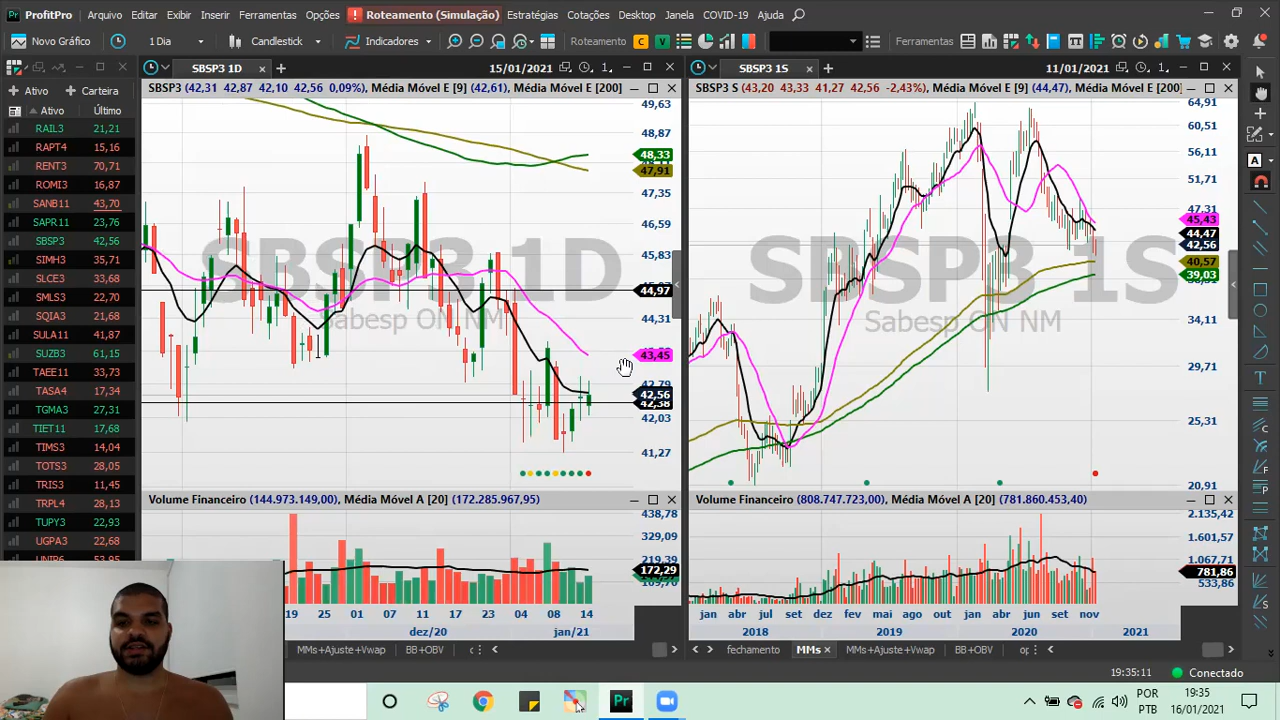 ProfitPro
Arquivo
Editar
Exibir
Inserir
Ferramentas
Opções
Roteamento (Simulação)
Estratégias
Cotações
Desktop
Janela
COVID-19
Ajuda
Novo Gráfico
1 Dia
Candlestick
Indicadores
Roteamento
C
V
Ferramentas
SBSP3 1D
15/01/2021
SBSP3 1S
11/01/2021
Ativo
Carteira
Ativo
Último
RAIL3 21,21
RAPT4 15,16
RENT3 70,71
ROMI3 16,87
SANB11 43,70
SAPR11 23,76
SBSP3 42,56
SIMH3 35,71
SLCE3 33,68
SMLS3 22,70
SQIA3 21,68
SULA11 41,87
SUZB3 61,15
TAEE11 33,73
TASA4 17,34
TGMA3 27,31
TIET11 17,68
TIMS3 14,04
TOTS3 28,05
TRIS3 11,45
TRPL4 28,13
TUPY3 22,93
UGPA3 22,68
SBSP3 (42,31 42,87 42,10 42,56 0,09%), Média Móvel E [9] (42,61), Média Móvel E [200]
SBSP3 1D
Sabesp ON NM
49,63
48,87
48,33
47,91
47,35
46,59
45,83
44,97
44,31
43,45
42,79
42,56
42,38
42,03
41,27
Volume Financeiro (144.973.149,00), Média Móvel A [20] (172.285.967,95)
438,78
329,09
219,39
172,29
19 25 01 07 11 17 23 04 08 14
dez/20 jan/21
MMs+Ajuste+Vwap
BB+OBV
SBSP3 S (43,20 43,33 41,27 42,56 -2,43%), Média Móvel E [9] (44,47), Média Móvel E [200]
SBSP3 1S
Sabesp ON NM
64,91
60,51
56,11
51,71
47,31
45,43
44,47
42,56
40,57
39,03
34,11
29,71
25,31
20,91
Volume Financeiro (808.747.723,00), Média Móvel A [20] (781.860.453,40)
2.135,42
1.601,57
1.067,71
781,86
533,86
jan abr jul set dez fev mai ago out jan abr jun set nov
2018 2019 2020 2021
fechamento
MMs
MMs+Ajuste+Vwap
BB+OBV
19:35:11
Conectado
POR
PTB
19:35
16/01/2021